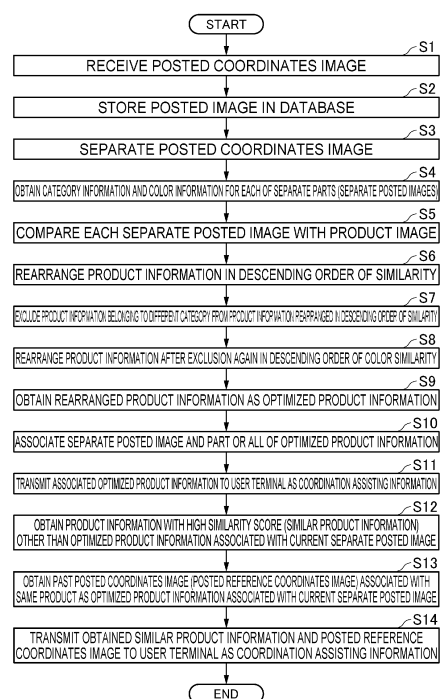 START
S1
RECEIVE POSTED COORDINATES IMAGE
S2
STORE POSTED IMAGE IN DATABASE
S3
SEPARATE POSTED COORDINATES IMAGE
S4
OBTAIN CATEGORY INFORMATION AND COLOR INFORMATION FOR EACH OF SEPARATE PARTS (SEPARATE POSTED IMAGES)
S5
COMPARE EACH SEPARATE POSTED IMAGE WITH PRODUCT IMAGE
S6
REARRANGE PRODUCT INFORMATION IN DESCENDING ORDER OF SIMILARITY
S7
EXCLUDE PRODUCT INFORMATION BELONGING TO DIFFERENT CATEGORY FROM PRODUCT INFORMATION REARRANGED IN DESCENDING ORDER OF SIMILARITY
S8
REARRANGE PRODUCT INFORMATION AFTER EXCLUSION AGAIN IN DESCENDING ORDER OF COLOR SIMILARITY
S9
OBTAIN REARRANGED PRODUCT INFORMATION AS OPTIMIZED PRODUCT INFORMATION
S10
ASSOCIATE SEPARATE POSTED IMAGE AND PART OR ALL OF OPTIMIZED PRODUCT INFORMATION
S11
TRANSMIT ASSOCIATED OPTIMIZED PRODUCT INFORMATION TO USER TERMINAL AS COORDINATION ASSISTING INFORMATION
S12
OBTAIN PRODUCT INFORMATION WITH HIGH SIMILARITY SCORE (SIMILAR PRODUCT INFORMATION)
OTHER THAN OPTIMIZED PRODUCT INFORMATION ASSOCIATED WITH CURRENT SEPARATE POSTED IMAGE
S13
OBTAIN PAST POSTED COORDINATES IMAGE (POSTED REFERENCE COORDINATES IMAGE) ASSOCIATED WITH
SAME PRODUCT AS OPTIMIZED PRODUCT INFORMATION ASSOCIATED WITH CURRENT SEPARATE POSTED IMAGE
S14
TRANSMIT OBTAINED SIMILAR PRODUCT INFORMATION AND POSTED REFERENCE
COORDINATES IMAGE TO USER TERMINAL AS COORDINATION ASSISTING INFORMATION
END